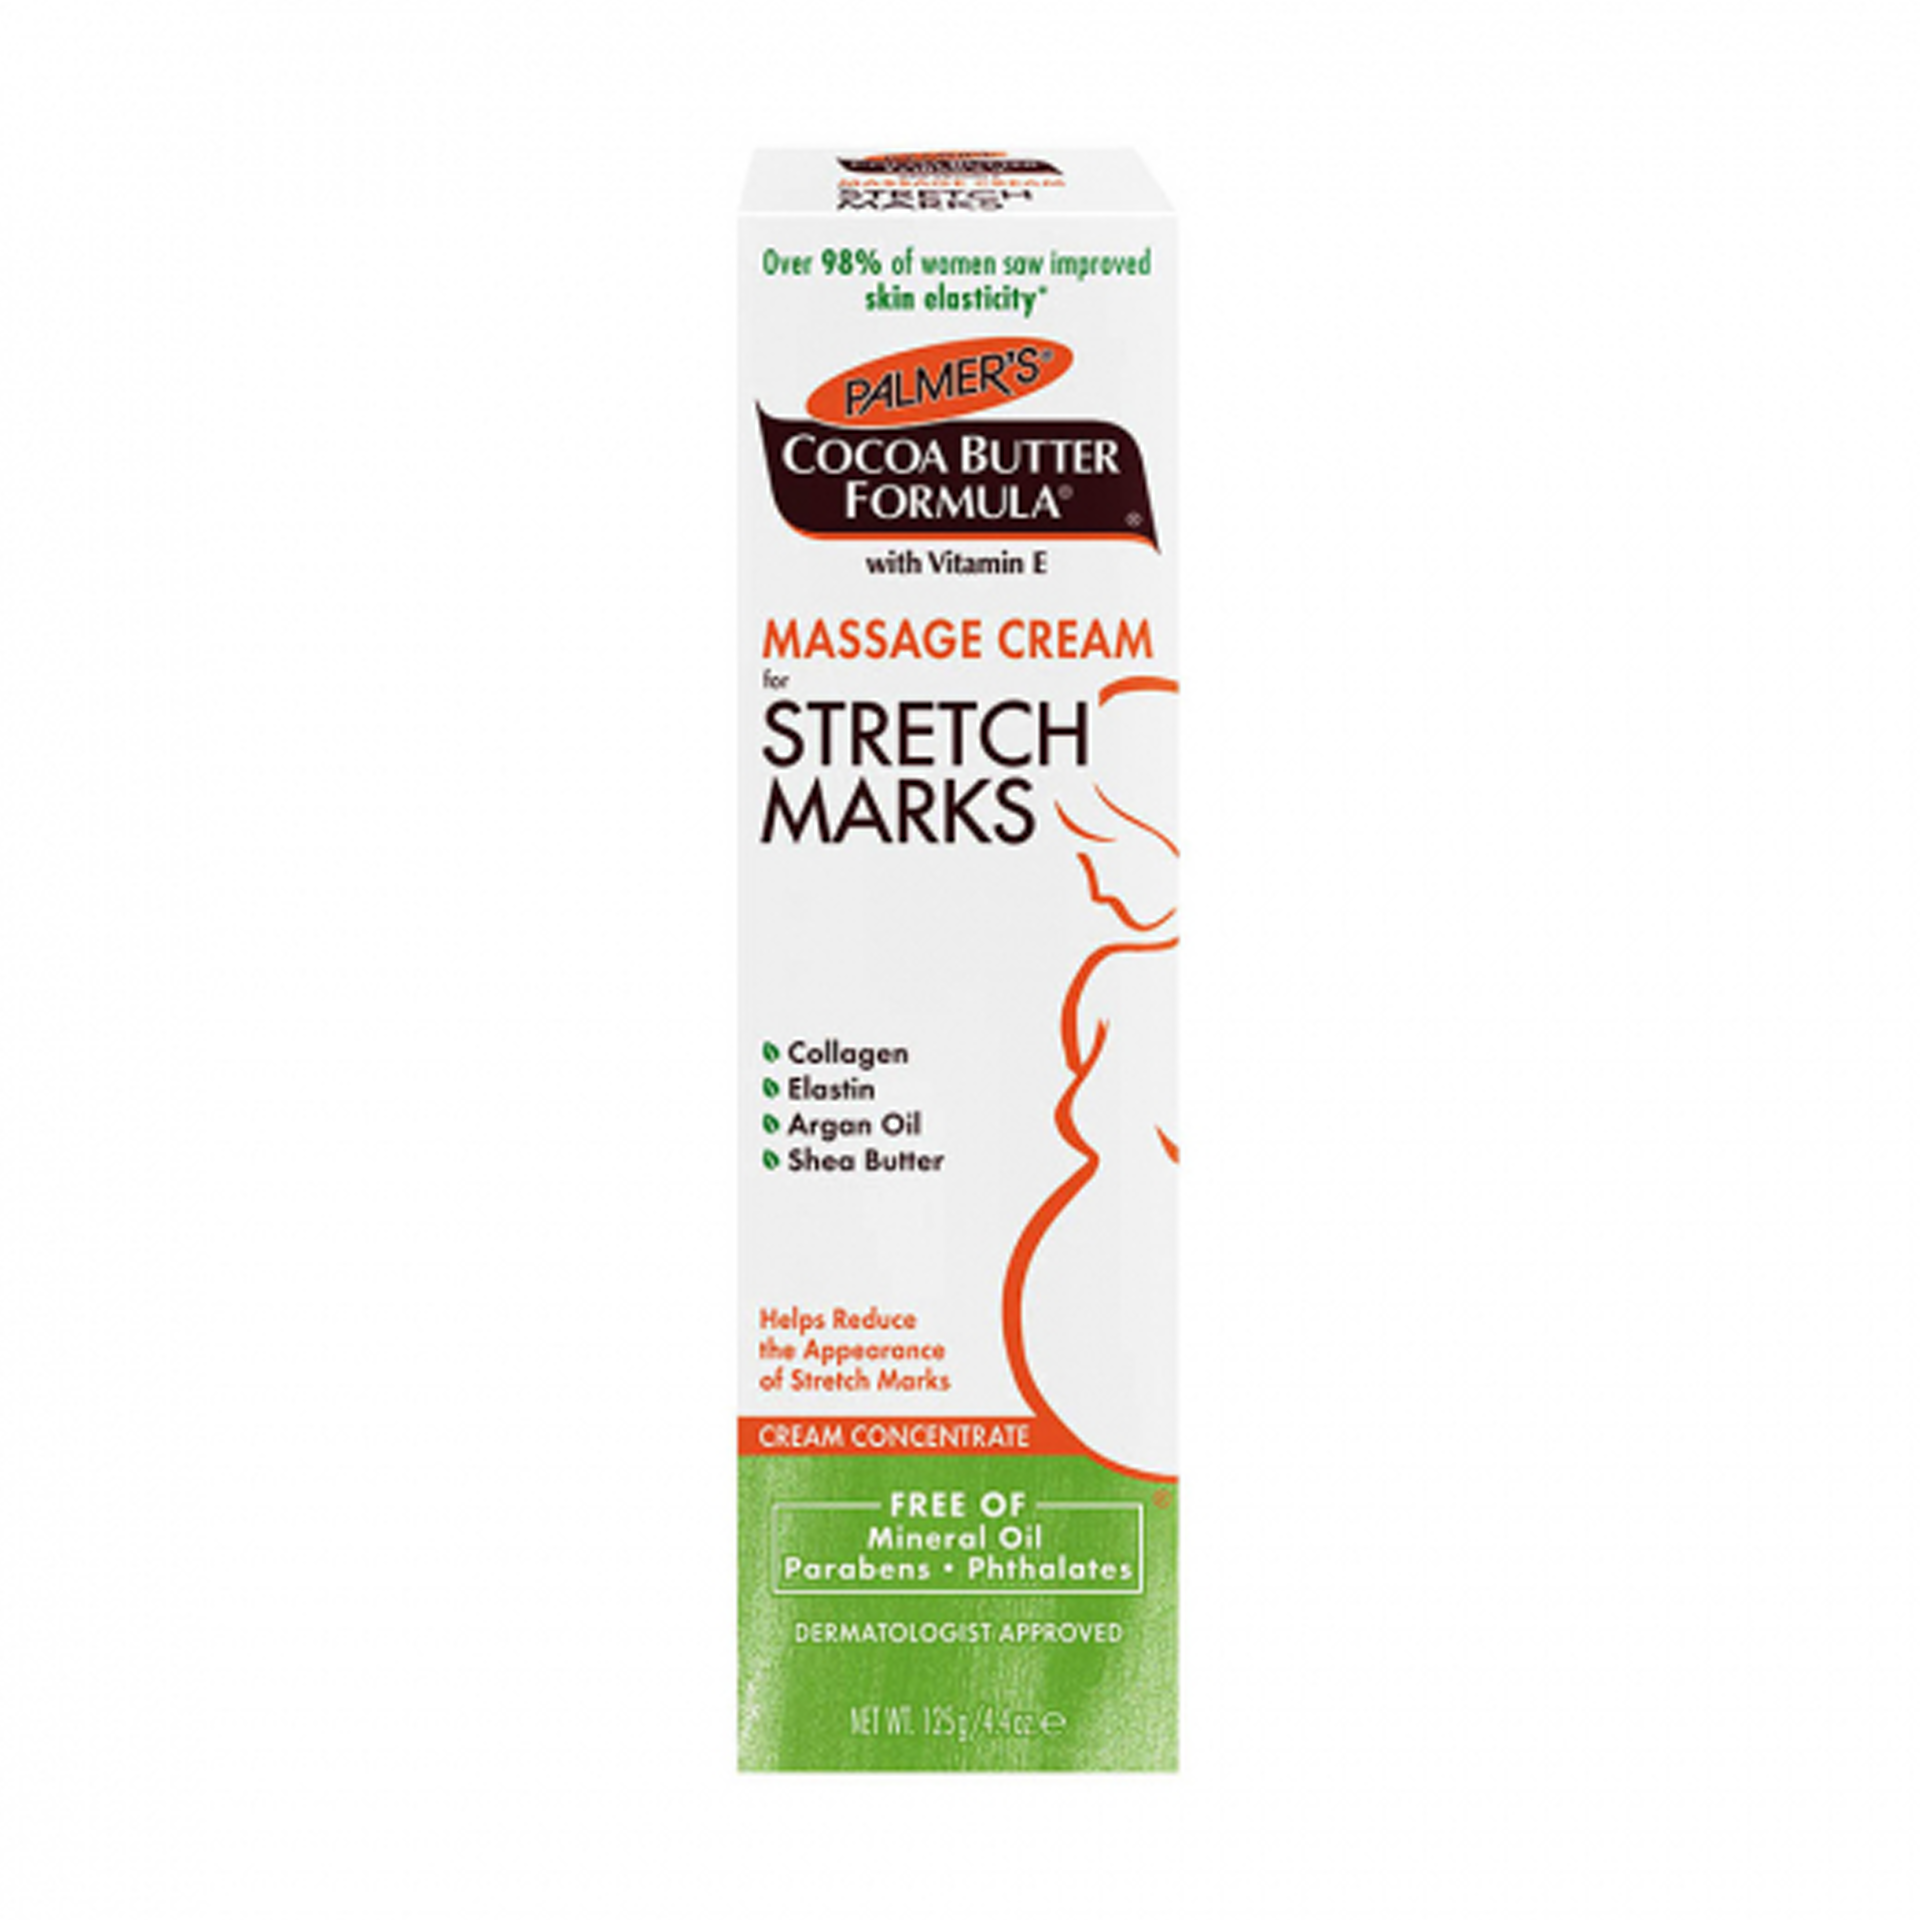 MASSAGE CREAM
STRETCH
MARKS
Over 98% of women saw improved
skin elasticity*
PALMER'S®
COCOA BUTTER
FORMULA®
®
with Vitamin E
MASSAGE CREAM
for
STRETCH
MARKS
Collagen
Elastin
Argan Oil
Shea Butter
Helps Reduce
the Appearance
of Stretch Marks
CREAM CONCENTRATE
®
FREE OF
Mineral Oil
Parabens • Phthalates
DERMATOLOGIST APPROVED
NET WT. 125g/4.4oz ℮